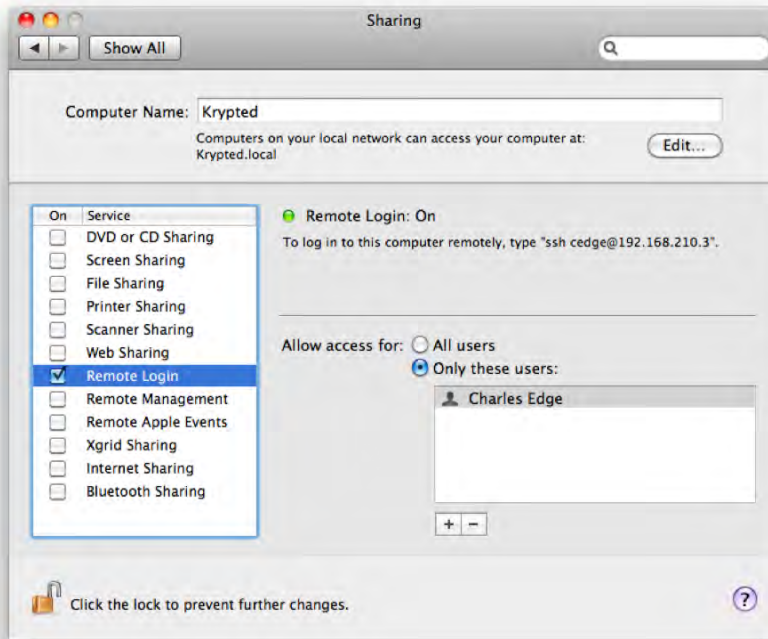 Sharing
Show All
Computer Name: Krypted
Computers on your local network can access your computer at:
Krypted.local
Edit...
On Service
DVD or CD Sharing
Screen Sharing
File Sharing
Printer Sharing
Scanner Sharing
Web Sharing
Remote Login
Remote Management
Remote Apple Events
Xgrid Sharing
Internet Sharing
Bluetooth Sharing
Remote Login: On
To log in to this computer remotely, type "ssh cedge@192.168.210.3".
Allow access for: All users
Only these users:
Charles Edge
+ −
Click the lock to prevent further changes.
?